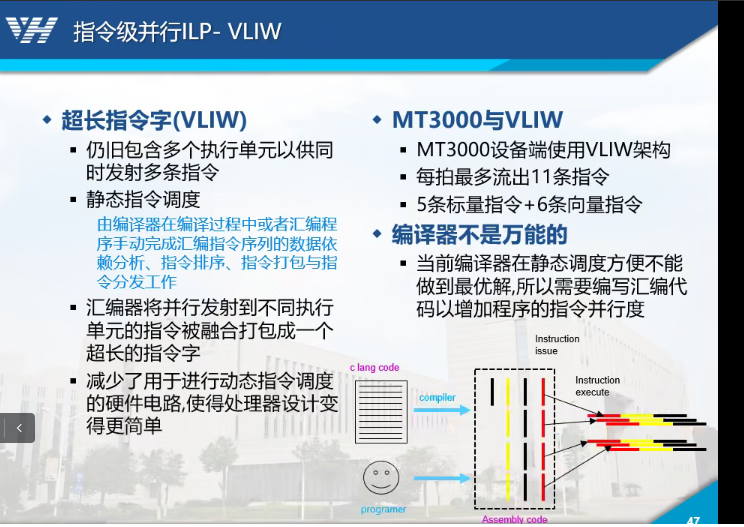 指令级并行ILP- VLIW
超长指令字(VLIW)
仍旧包含多个执行单元以供同
时发射多条指令
静态指令调度
由编译器在编译过程中或者汇编程
序手动完成汇编指令序列的数据依
赖分析、指令排序、指令打包与指
令分发工作
汇编器将并行发射到不同执行
单元的指令被融合打包成一个
超长的指令字
减少了用于进行动态指令调度
的硬件电路,使得处理器设计变
得更简单
MT3000与VLIW
MT3000设备端使用VLIW架构
每拍最多流出11条指令
5条标量指令+6条向量指令
编译器不是万能的
当前编译器在静态调度方便不能
做到最优解,所以需要编写汇编代
码以增加程序的指令并行度
Instruction
issue
c lang code
compiler
Instruction
execute
programer
Assembly code
47